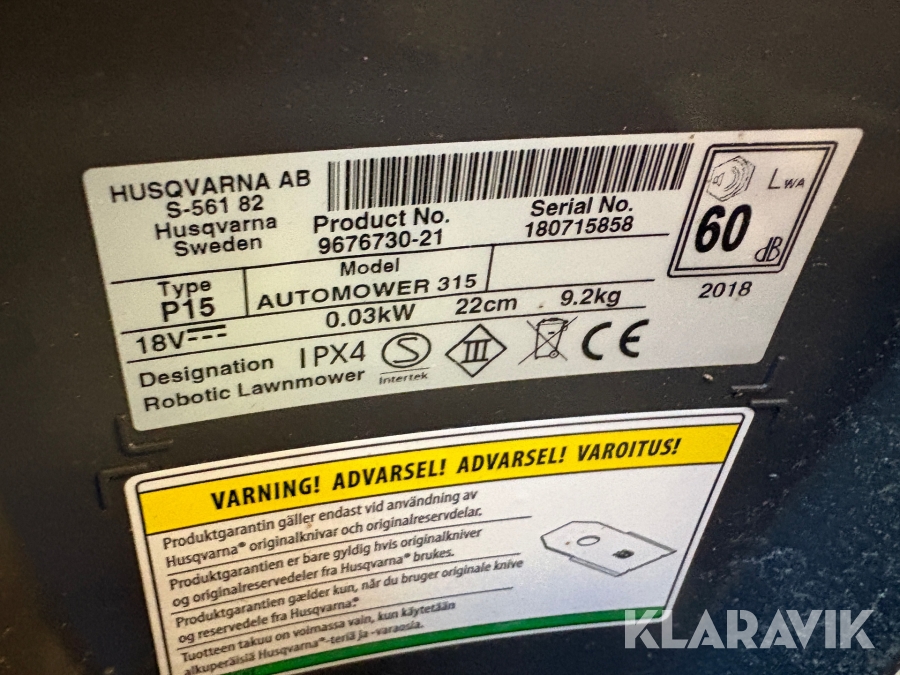 HUSQVARNA AB
S-561 82
Husqvarna
Sweden
Product No.
9676730-21
Serial No.
180715858
LWA
60
dB
2018
Type
P15
Model
AUTOMOWER 315
18V
0.03kW
22cm
9.2kg
Designation
Robotic Lawnmower
IPX4
S
Intertek
III
CE
VARNING! ADVARSEL! ADVARSEL! VAROITUS!
Produktgarantin gäller endast vid användning av
Husqvarna® originalknivar och originalreservdelar.
Produktgarantien er bare gyldig hvis originalkniver
og originalreservedeler fra Husqvarna® brukes.
Produktgarantien gælder kun, når du bruger originale knive
og reservedele fra Husqvarna®.
Tuotteen takuu on voimassa vain, kun käytetään
alkuperäisiä Husqvarna®-teriä ja -varaosia.
KLARAVIK